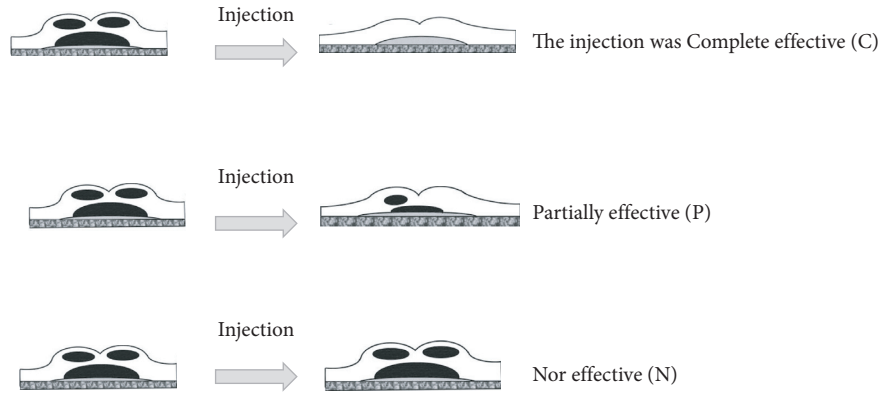 Injection
The injection was Complete effective (C)
Injection
Partially effective (P)
Injection
Nor effective (N)